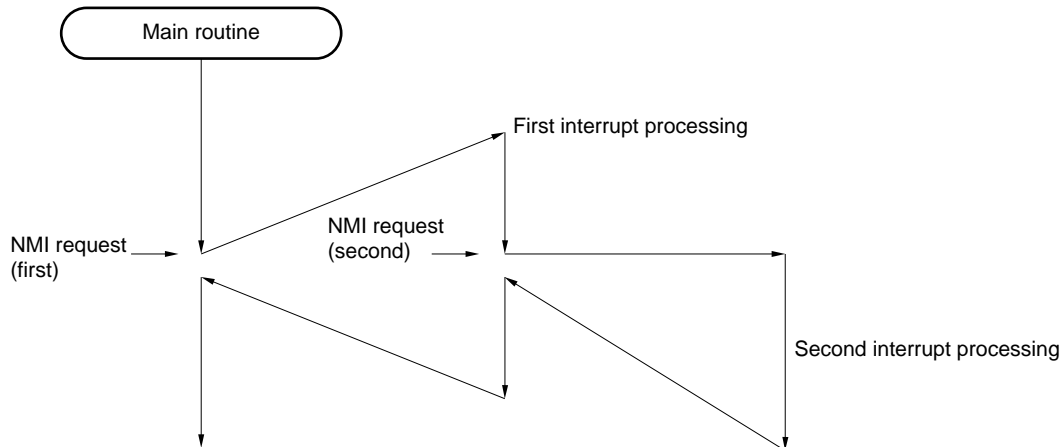 Main routine
First interrupt processing
NMI request
(first)
NMI request
(second)
Second interrupt processing